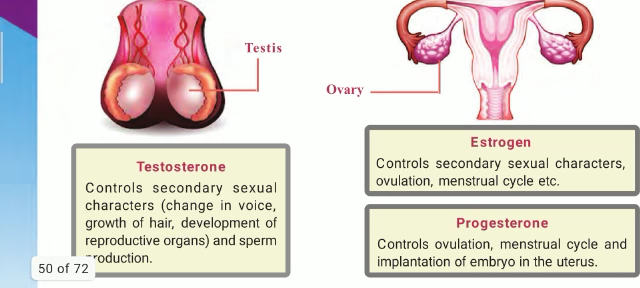 Testis
Ovary
Testosterone
Controls secondary sexual
characters (change in voice,
growth of hair, development of
reproductive organs) and sperm
production.
Estrogen
Controls secondary sexual characters,
ovulation, menstrual cycle etc.
Progesterone
Controls ovulation, menstrual cycle and
implantation of embryo in the uterus.
50 of 72